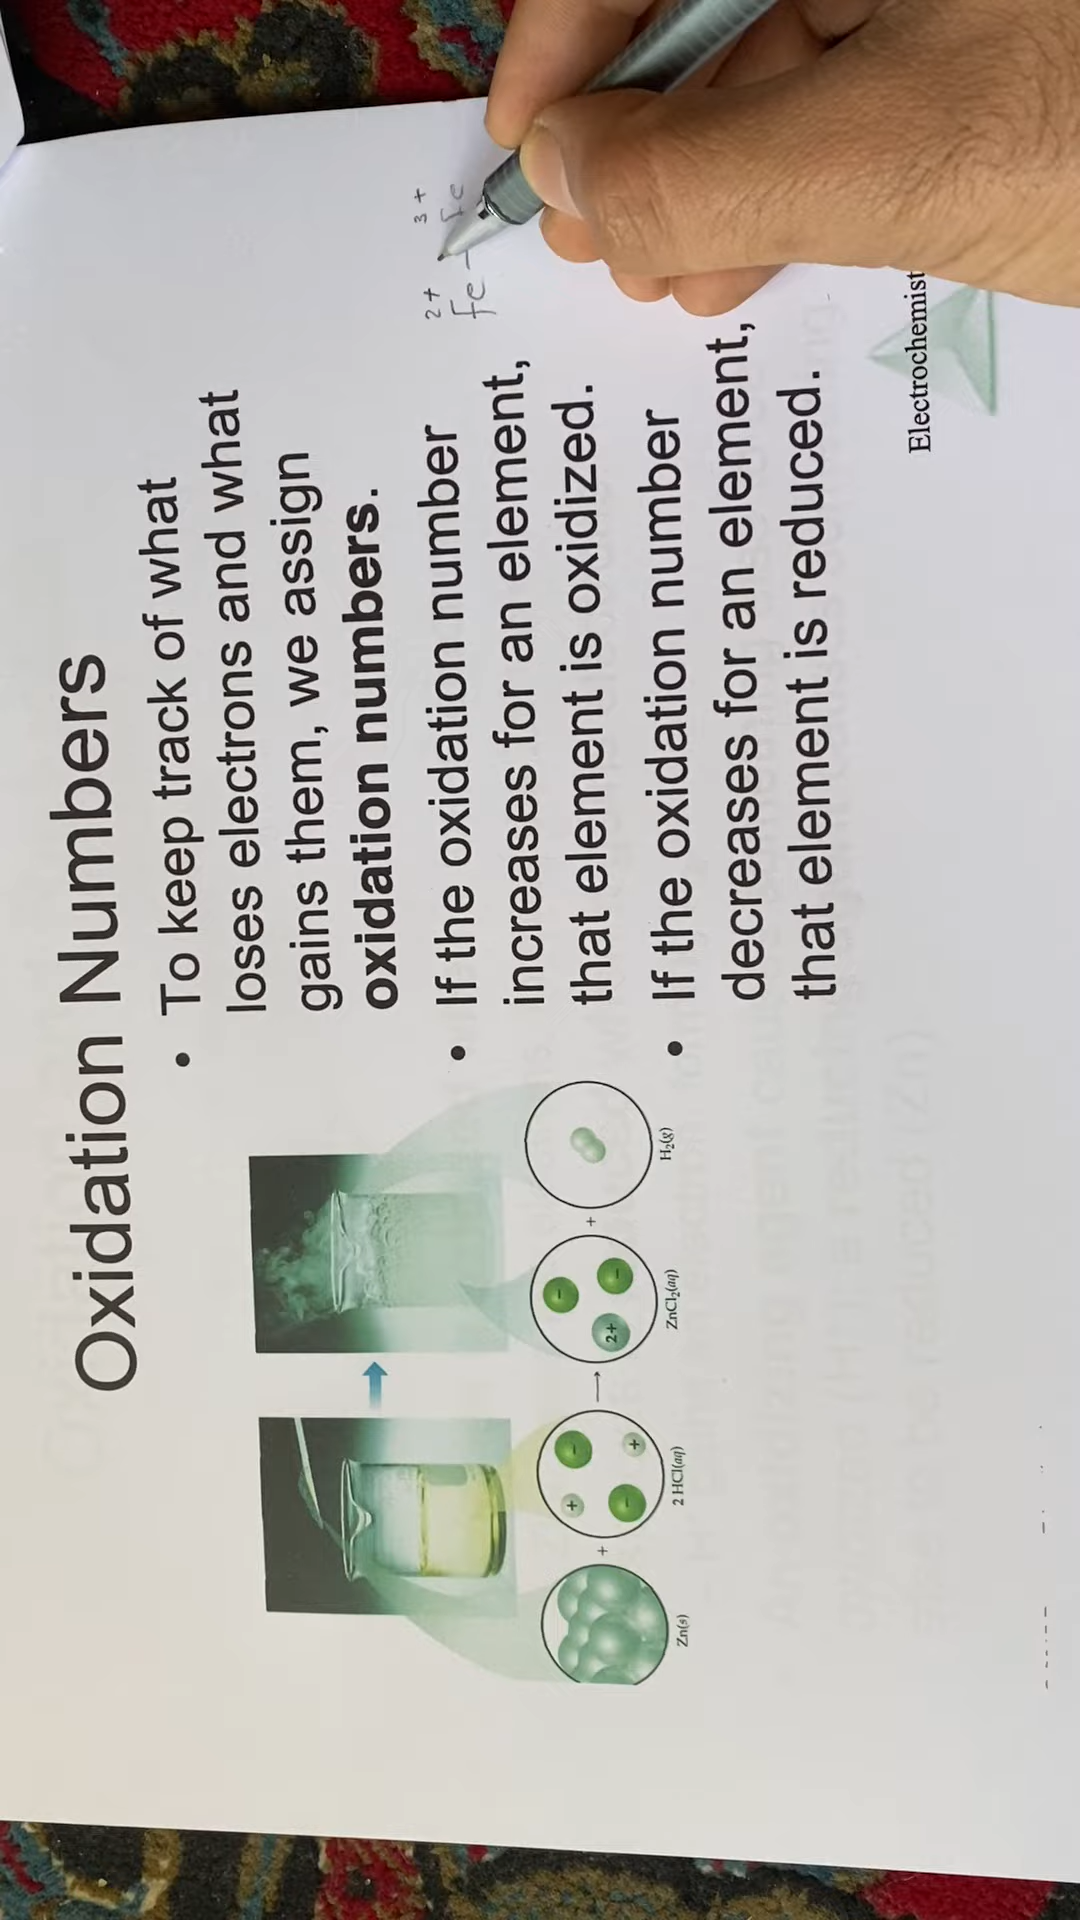 Oxidation Numbers
• To keep track of what
loses electrons and what
gains them, we assign
oxidation numbers.
• If the oxidation number
increases for an element,
that element is oxidized.
• If the oxidation number
decreases for an element,
that element is reduced.
2+ 3+
fe - fe
+ - + - → 2+ - - +
Zn(s) + 2 HCl(aq) ZnCl₂(aq) H₂(g)
Electrochemist